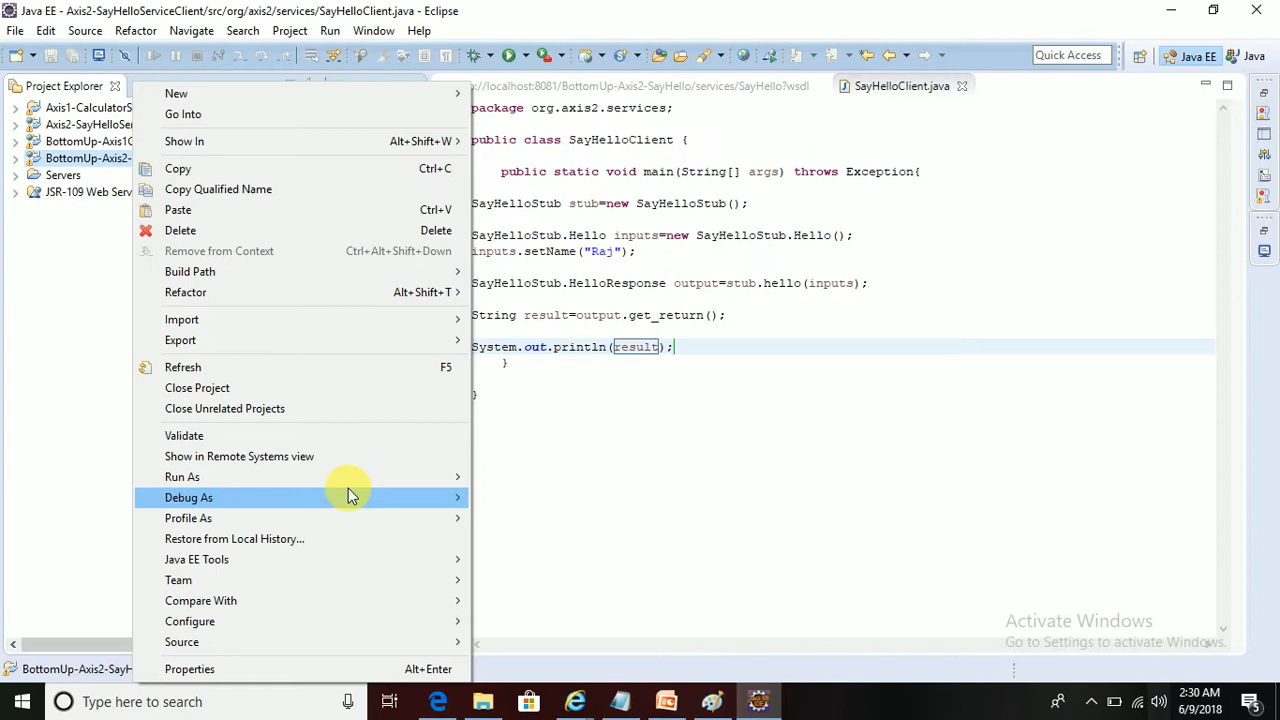 Java EE - Axis2-SayHelloServiceClient/src/org/axis2/services/SayHelloClient.java - Eclipse
File Edit Source Refactor Navigate Search Project Run Window Help
Quick Access Java EE Java
Project Explorer
://localhost:8081/BottomUp-Axis2-SayHello/services/SayHello?wsdl SayHelloClient.java
Axis1-CalculatorS
Axis2-SayHelloSer
BottomUp-Axis1C
BottomUp-Axis2-
Servers
JSR-109 Web Serv
New
Go Into
Show In Alt+Shift+W
Copy Ctrl+C
Copy Qualified Name
Paste Ctrl+V
Delete Delete
Remove from Context Ctrl+Alt+Shift+Down
Build Path
Refactor Alt+Shift+T
Import
Export
Refresh F5
Close Project
Close Unrelated Projects
Validate
Show in Remote Systems view
Run As
Debug As
Profile As
Restore from Local History...
Java EE Tools
Team
Compare With
Configure
Source
Properties Alt+Enter
package org.axis2.services;
public class SayHelloClient {
public static void main(String[] args) throws Exception{
SayHelloStub stub=new SayHelloStub();
SayHelloStub.Hello inputs=new SayHelloStub.Hello();
inputs.setName("Raj");
SayHelloStub.HelloResponse output=stub.hello(inputs);
String result=output.get_return();
System.out.println(result);
}
}
Activate Windows
Go to Settings to activate Windows.
BottomUp-Axis2-SayH
Type here to search
2:30 AM
6/9/2018
5